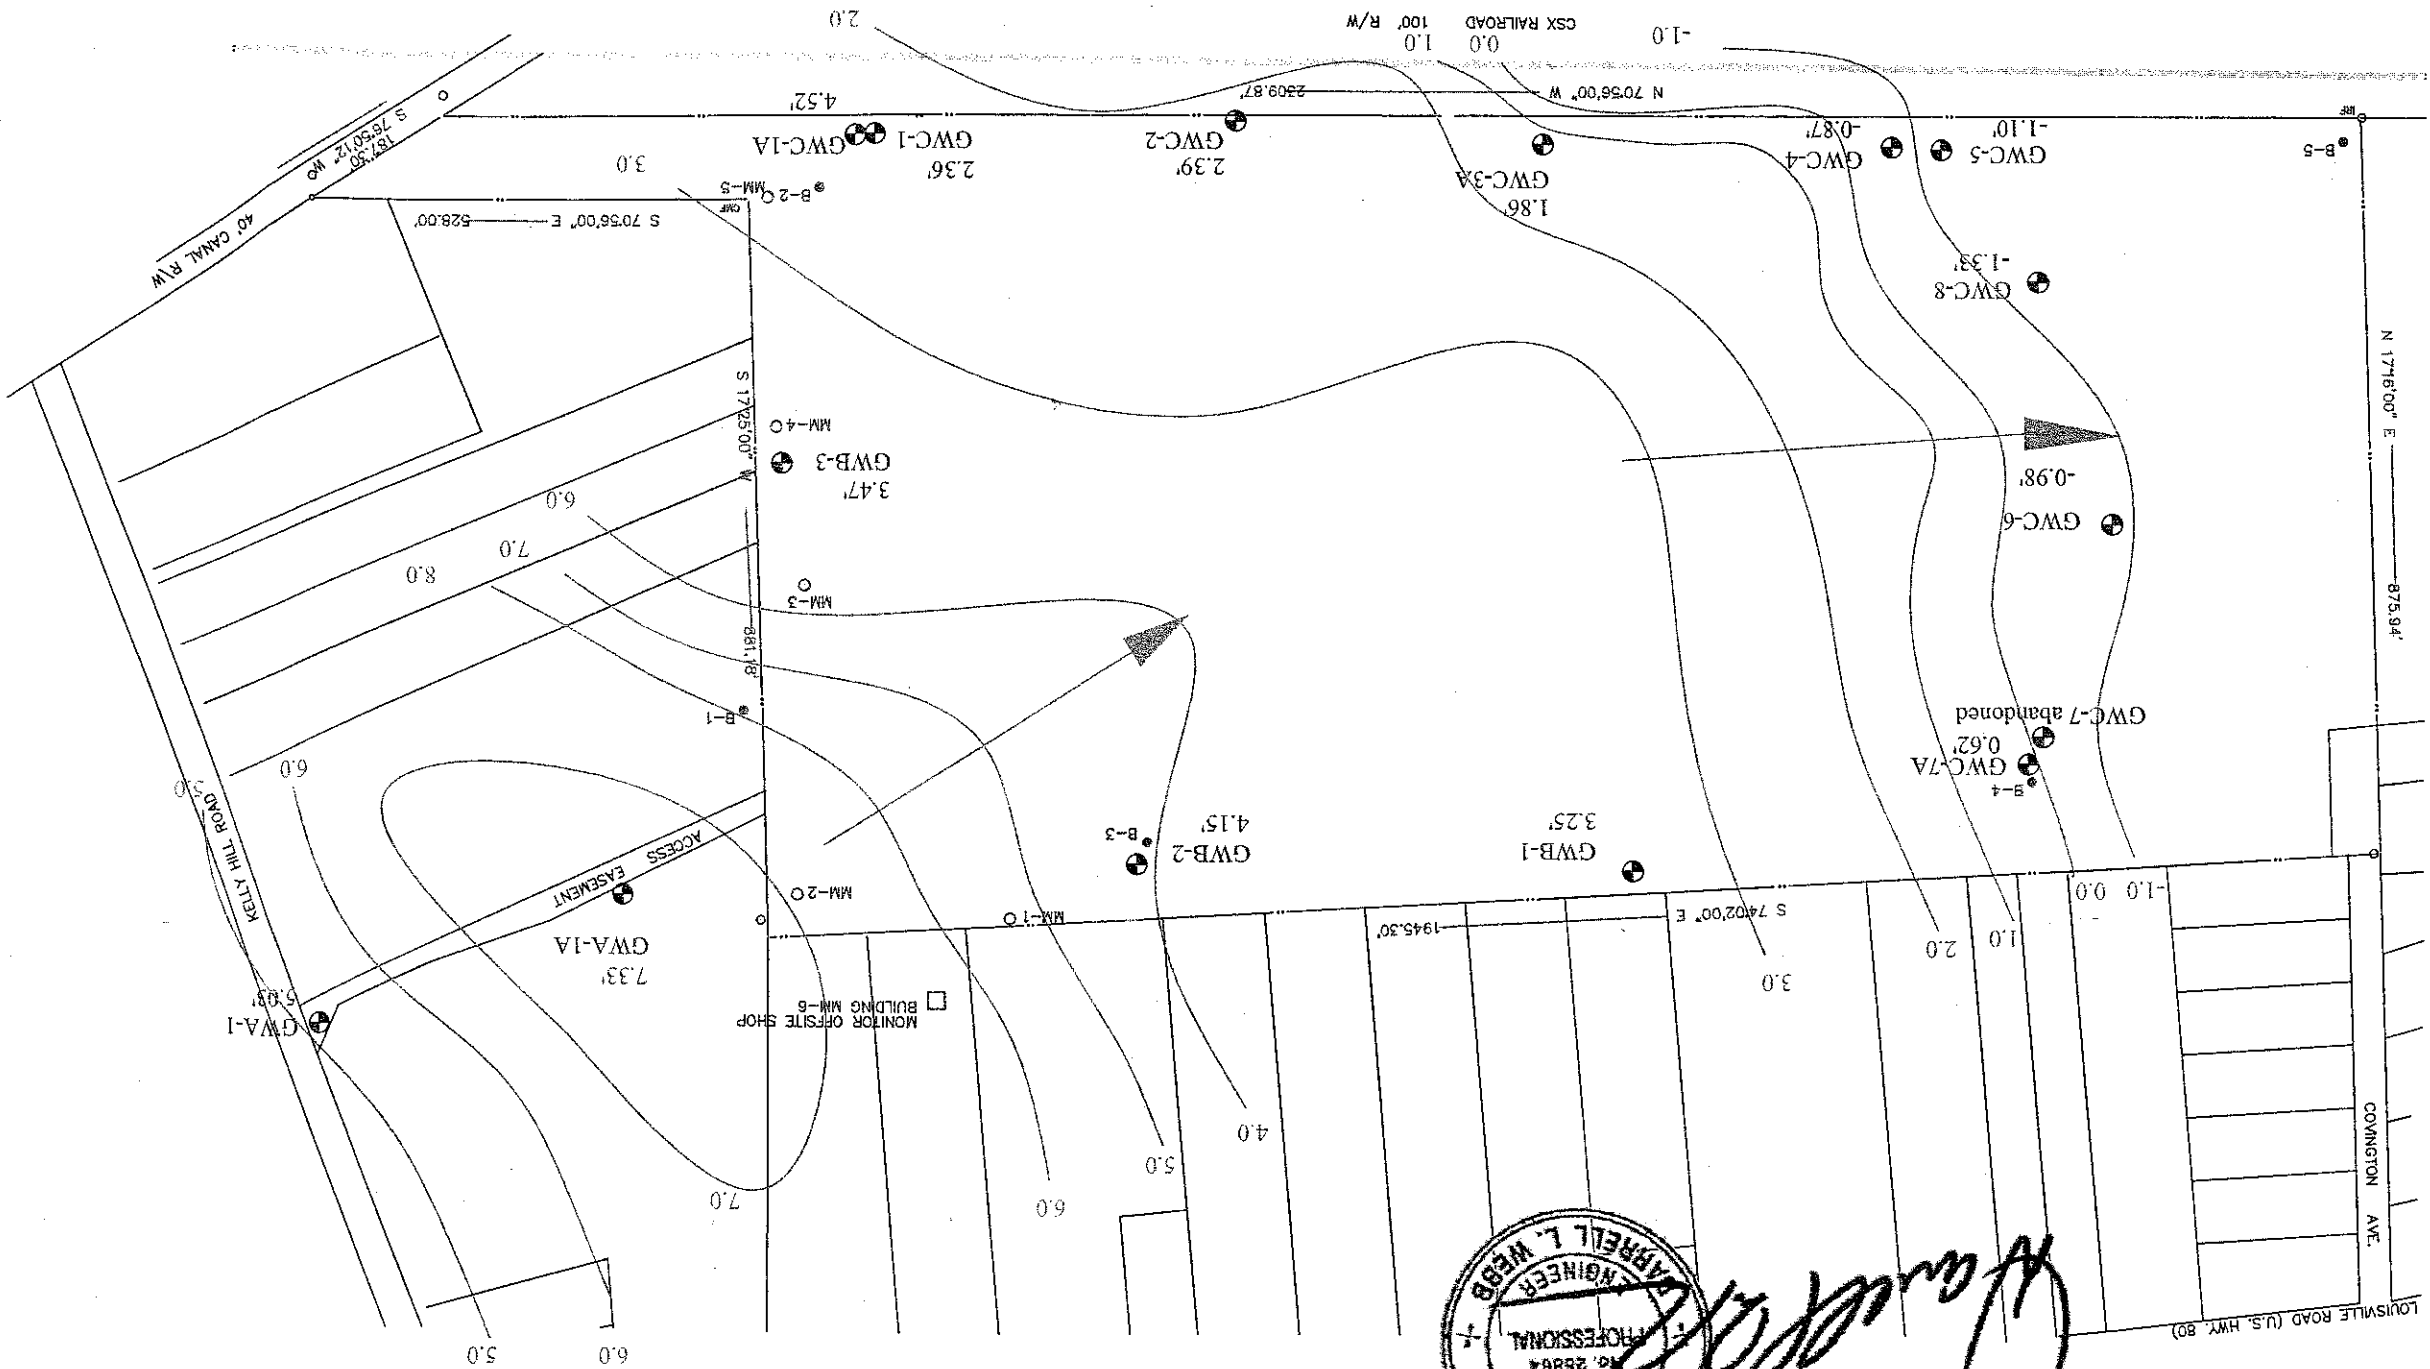 LOUISVILLE ROAD (U.S. HWY. 80)
COVINGTON AVE.
PROFESSIONAL
ENGINEER
L. WEBB
6.0
5.0
7.0
6.0
5.0
4.0
MONITOR OFFSITE SHOP
BUILDING MM-6
3.0
2.0
1.0
0.0
-1.0
S 74°02'00" E
1945.30'
GWA-1
5.03'
7.33'
GWA-1A
ACCESS EASEMENT
KELLY HILL ROAD
MM-1
MM-2
GWB-1
3.25'
GWB-2
4.15'
B-3
B-4
GWC-7A
0.62'
GWC-7 abandoned
6.0
5.0
B-1
881.18'
S 17°25'00" W
MM-3
8.0
7.0
6.0
N 17°16'00" E
875.94'
GWC-6
-0.98'
3.47'
GWB-3
MM-4
GWC-8
-1.33'
S 70°56'00" E
528.00'
CMF
B-2
MM-5
3.0
B-5
IRF
GWC-5
-1.10'
GWC-4
-0.87'
1.86'
GWC-3A
2.39'
GWC-2
2.36'
GWC-1
GWC-1A
4.52'
N 70°56'00" W
2309.87'
187.50'
S 76°50'12" W
40' CANAL R\W
-1.0
0.0
1.0
2.0
CSX RAILROAD 100' R/W